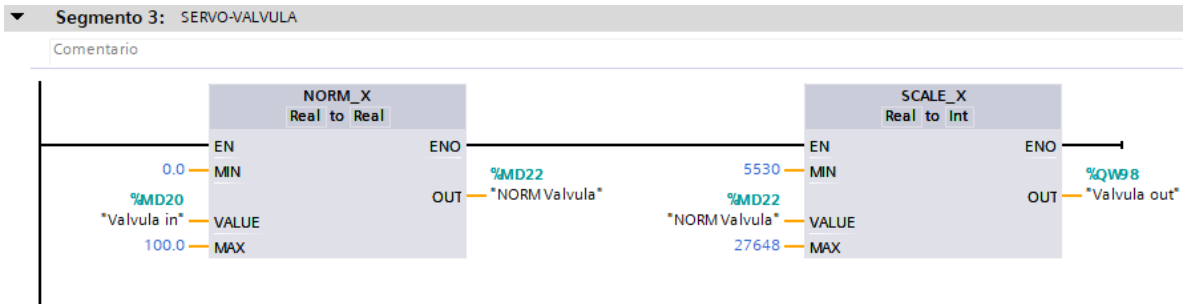 Segmento 3: SERVO-VALVULA
Comentario
NORM_X
Real to Real
EN
ENO
0.0
MIN
%MD22
"NORM Valvula"
OUT
%MD20
"Valvula in"
VALUE
100.0
MAX
SCALE_X
Real to Int
EN
ENO
5530
MIN
%QW98
"Valvula out"
OUT
%MD22
"NORM Valvula"
VALUE
27648
MAX